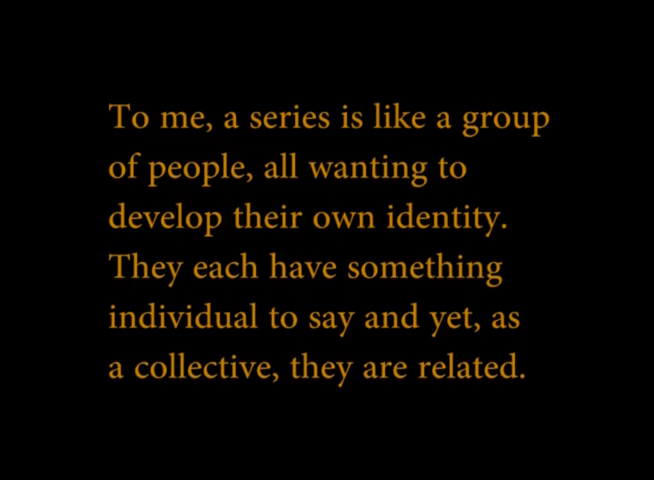 To me, a series is like a group
of people, all wanting to
develop their own identity.
They each have something
individual to say and yet, as
a collective, they are related.